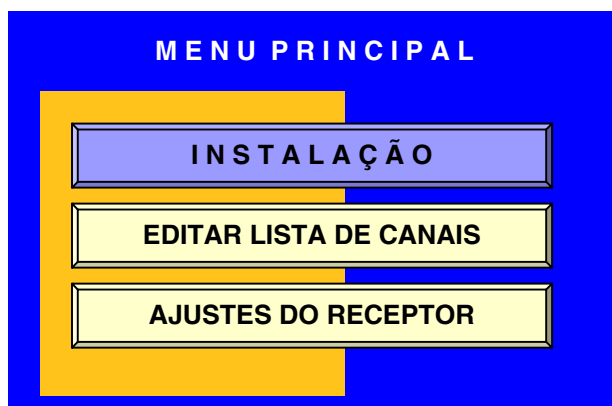 MENU PRINCIPAL
INSTALAÇÃO
EDITAR LISTA DE CANAIS
AJUSTES DO RECEPTOR